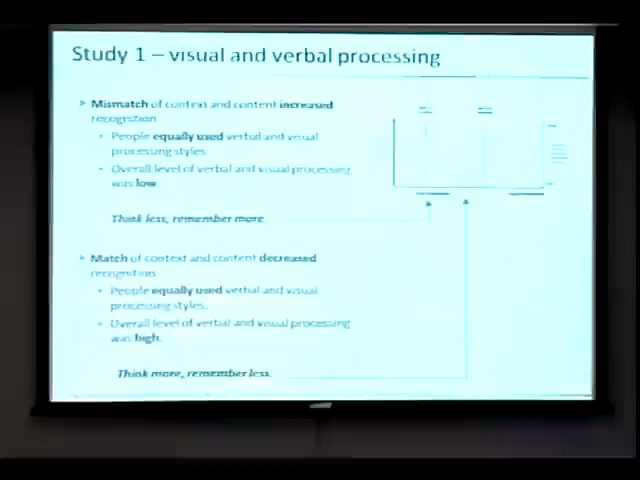 Study 1 – visual and verbal processing
Mismatch of context and content increased
recognition
People equally used verbal and visual
processing styles.
Overall level of verbal and visual processing
was low.
Think less, remember more.
Match of context and content decreased
recognition
People equally used verbal and visual
processing styles.
Overall level of verbal and visual processing
was high.
Think more, remember less.